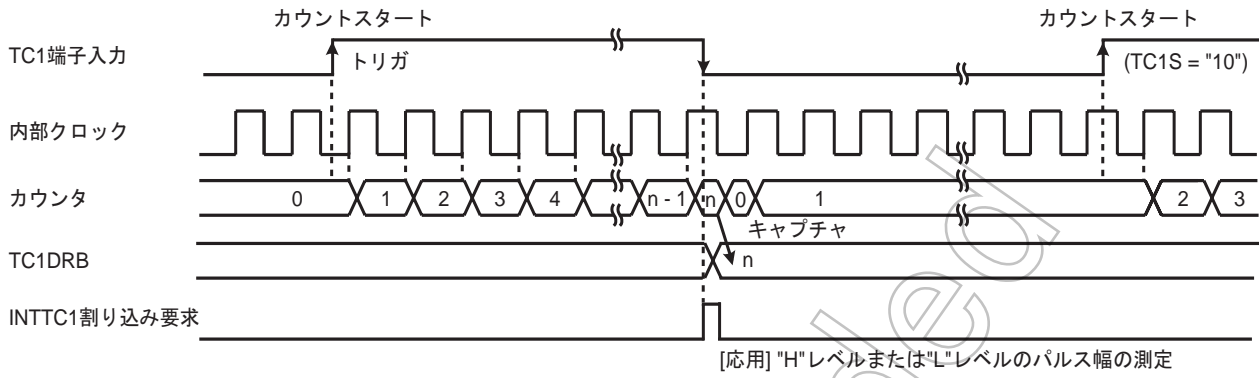 カウントスタート カウントスタート
TC1端子入力 トリガ (TC1S = "10")
内部クロック
カウンタ 0 1 2 3 4 n - 1 n 0 1 2 3
キャプチャ
TC1DRB n
INTTC1割り込み要求
[応用] "H"レベルまたは"L"レベルのパルス幅の測定